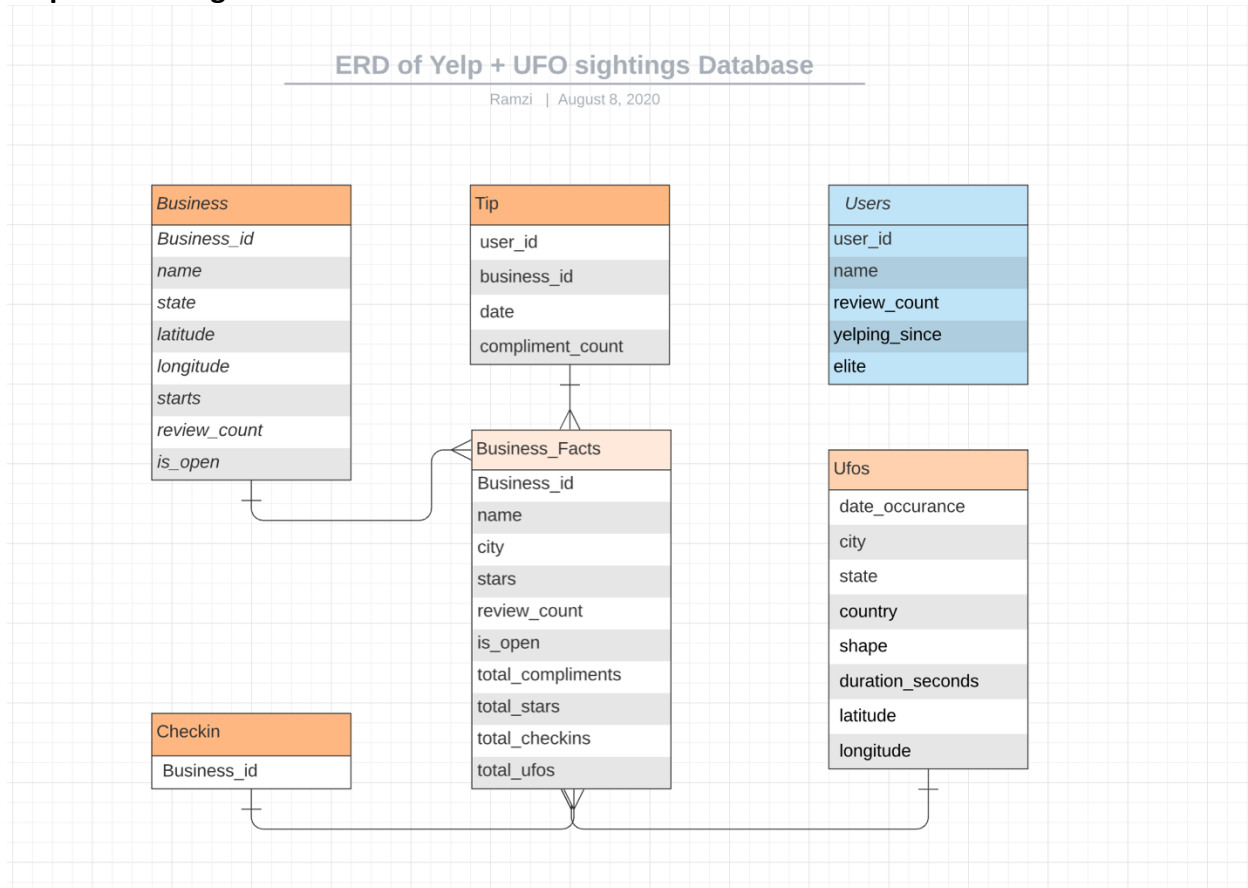 ERD of Yelp + UFO sightings Database
Ramzi | August 8, 2020
Business
Business_id
name
state
latitude
longitude
starts
review_count
is_open
Tip
user_id
business_id
date
compliment_count
Users
user_id
name
review_count
yelping_since
elite
Business_Facts
Business_id
name
city
stars
review_count
is_open
total_compliments
total_stars
total_checkins
total_ufos
Ufos
date_occurance
city
state
country
shape
duration_seconds
latitude
longitude
Checkin
Business_id